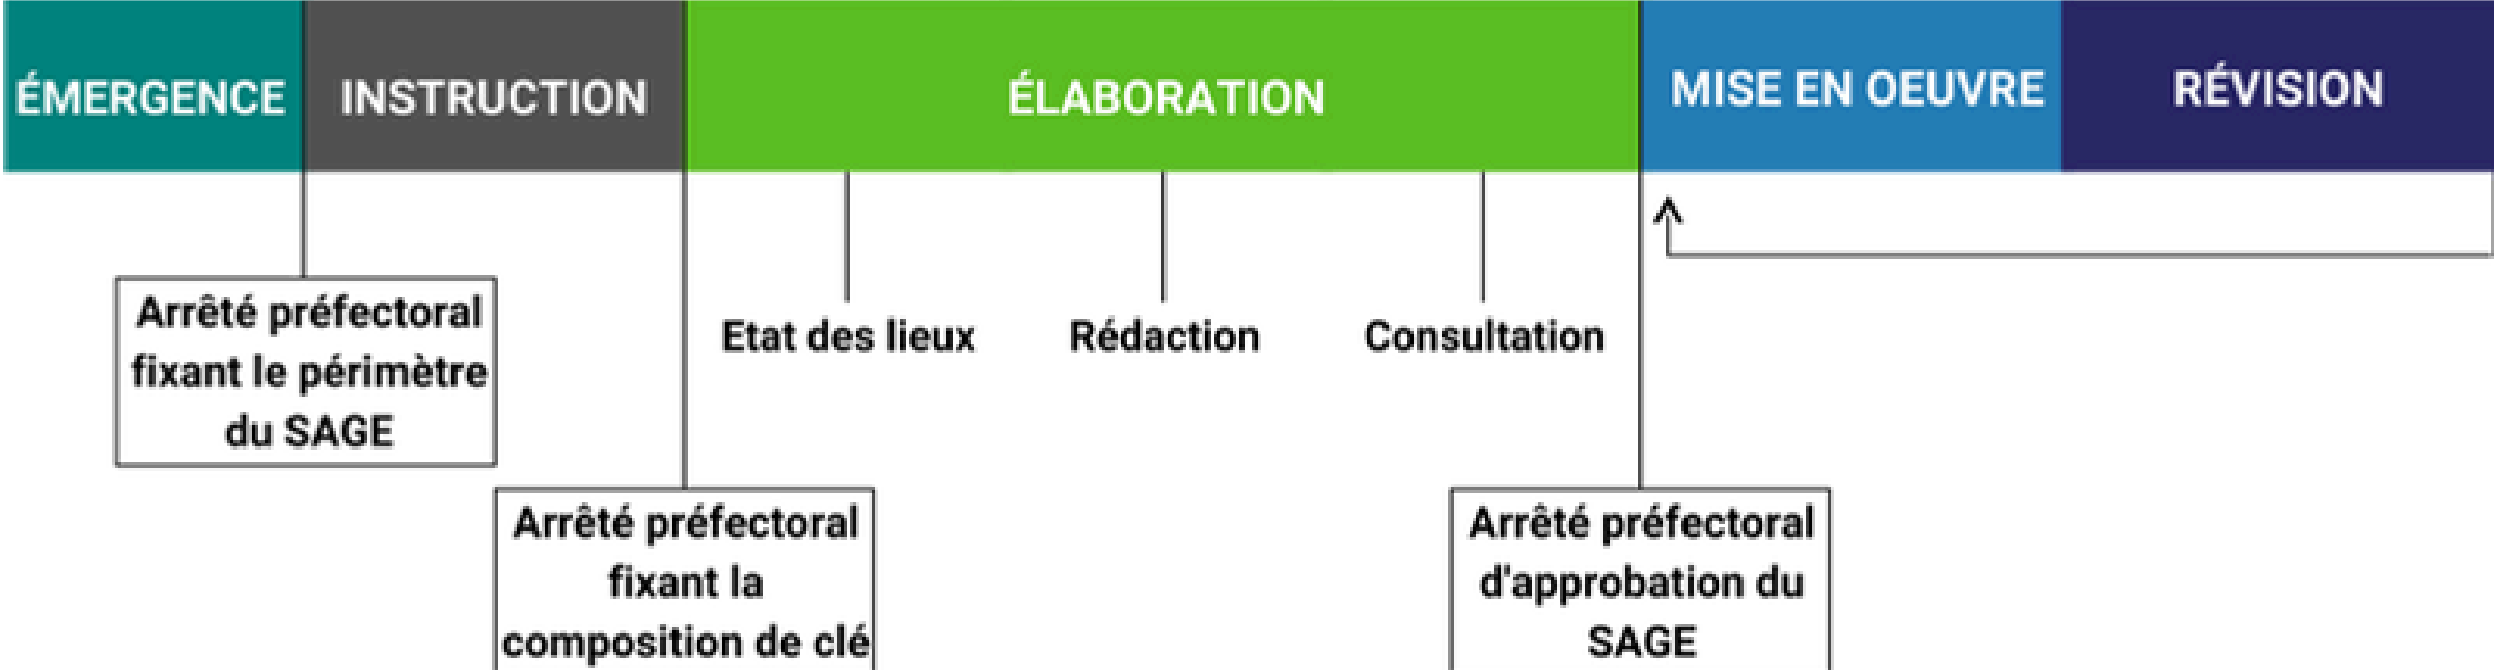 ÉMERGENCE
INSTRUCTION
ÉLABORATION
MISE EN OEUVRE
RÉVISION
Etat des lieux
Rédaction
Consultation
Arrêté préfectoral
fixant le périmètre
du SAGE
Arrêté préfectoral
fixant la
composition de clé
Arrêté préfectoral
d'approbation du
SAGE